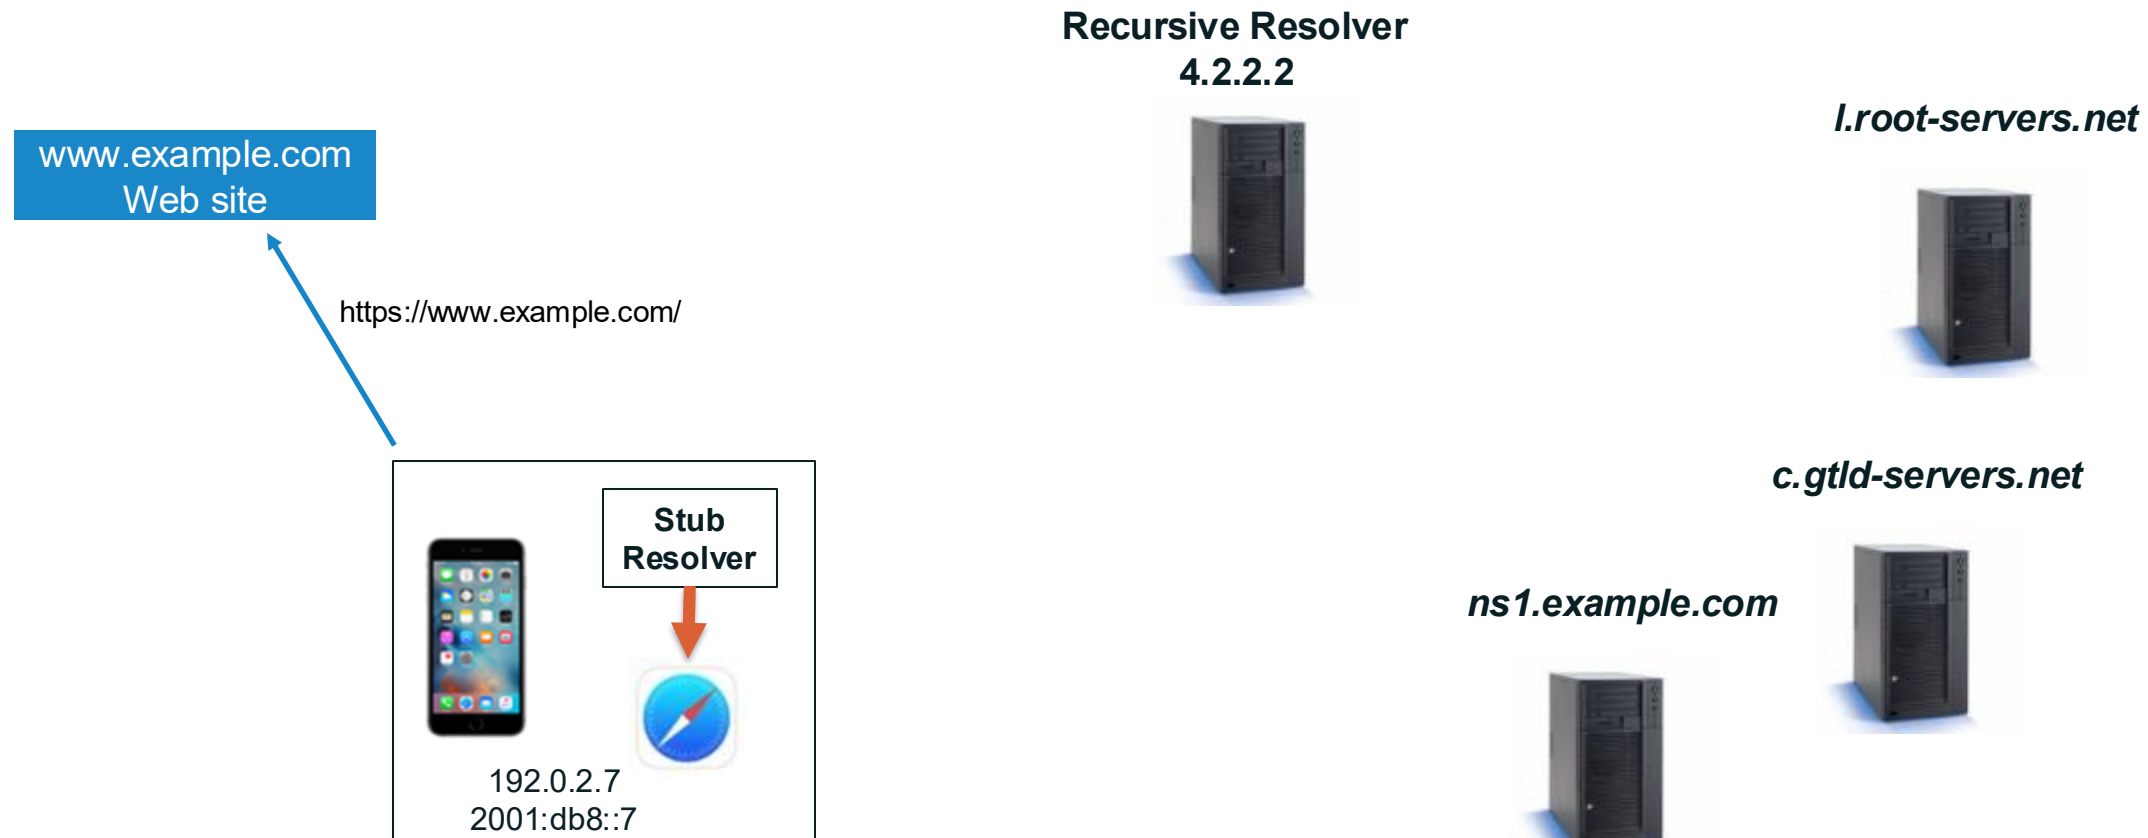 Recursive Resolver
4.2.2.2
l.root-servers.net
www.example.com
Web site
https://www.example.com/
c.gtld-servers.net
Stub
Resolver
ns1.example.com
192.0.2.7
2001:db8::7